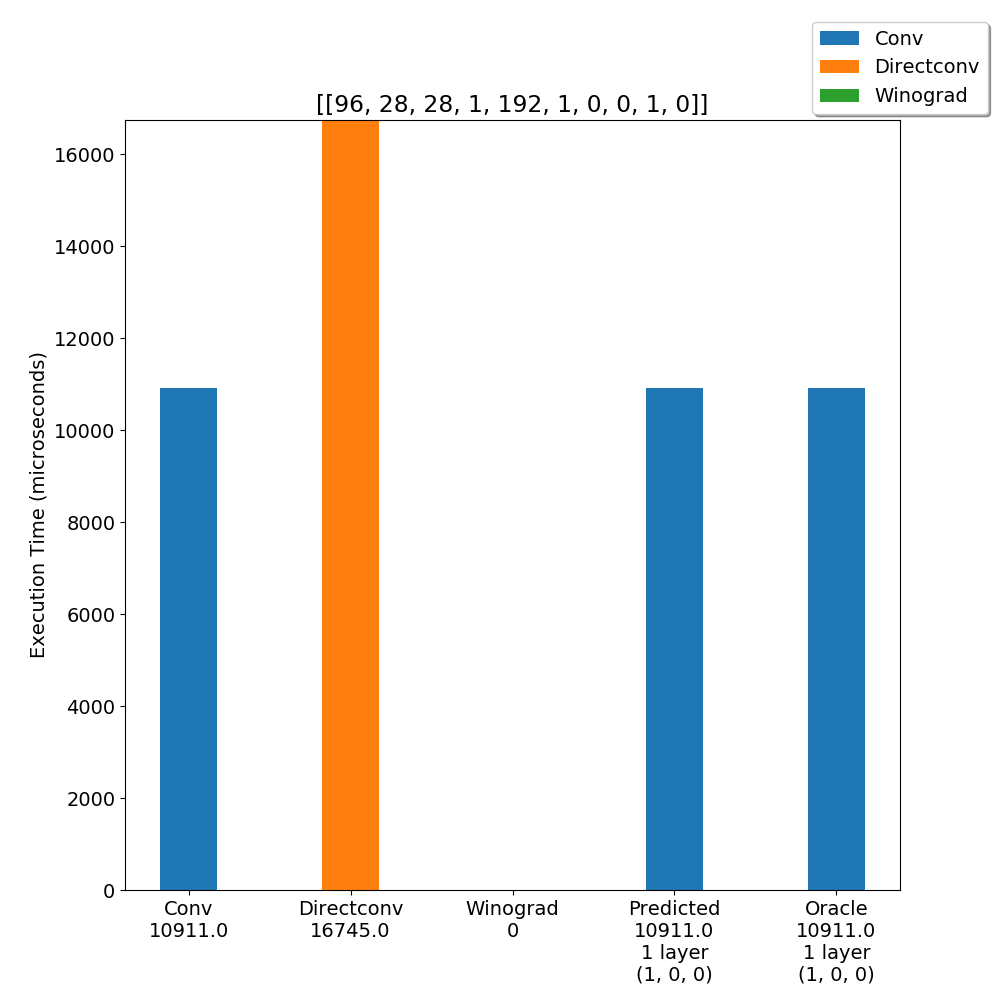 Conv
Directconv
Winograd
[[96, 28, 28, 1, 192, 1, 0, 0, 1, 0]]
Execution Time (microseconds)
16000
14000
12000
10000
8000
6000
4000
2000
0
Conv
10911.0
Directconv
16745.0
Winograd
0
Predicted
10911.0
1 layer
(1, 0, 0)
Oracle
10911.0
1 layer
(1, 0, 0)